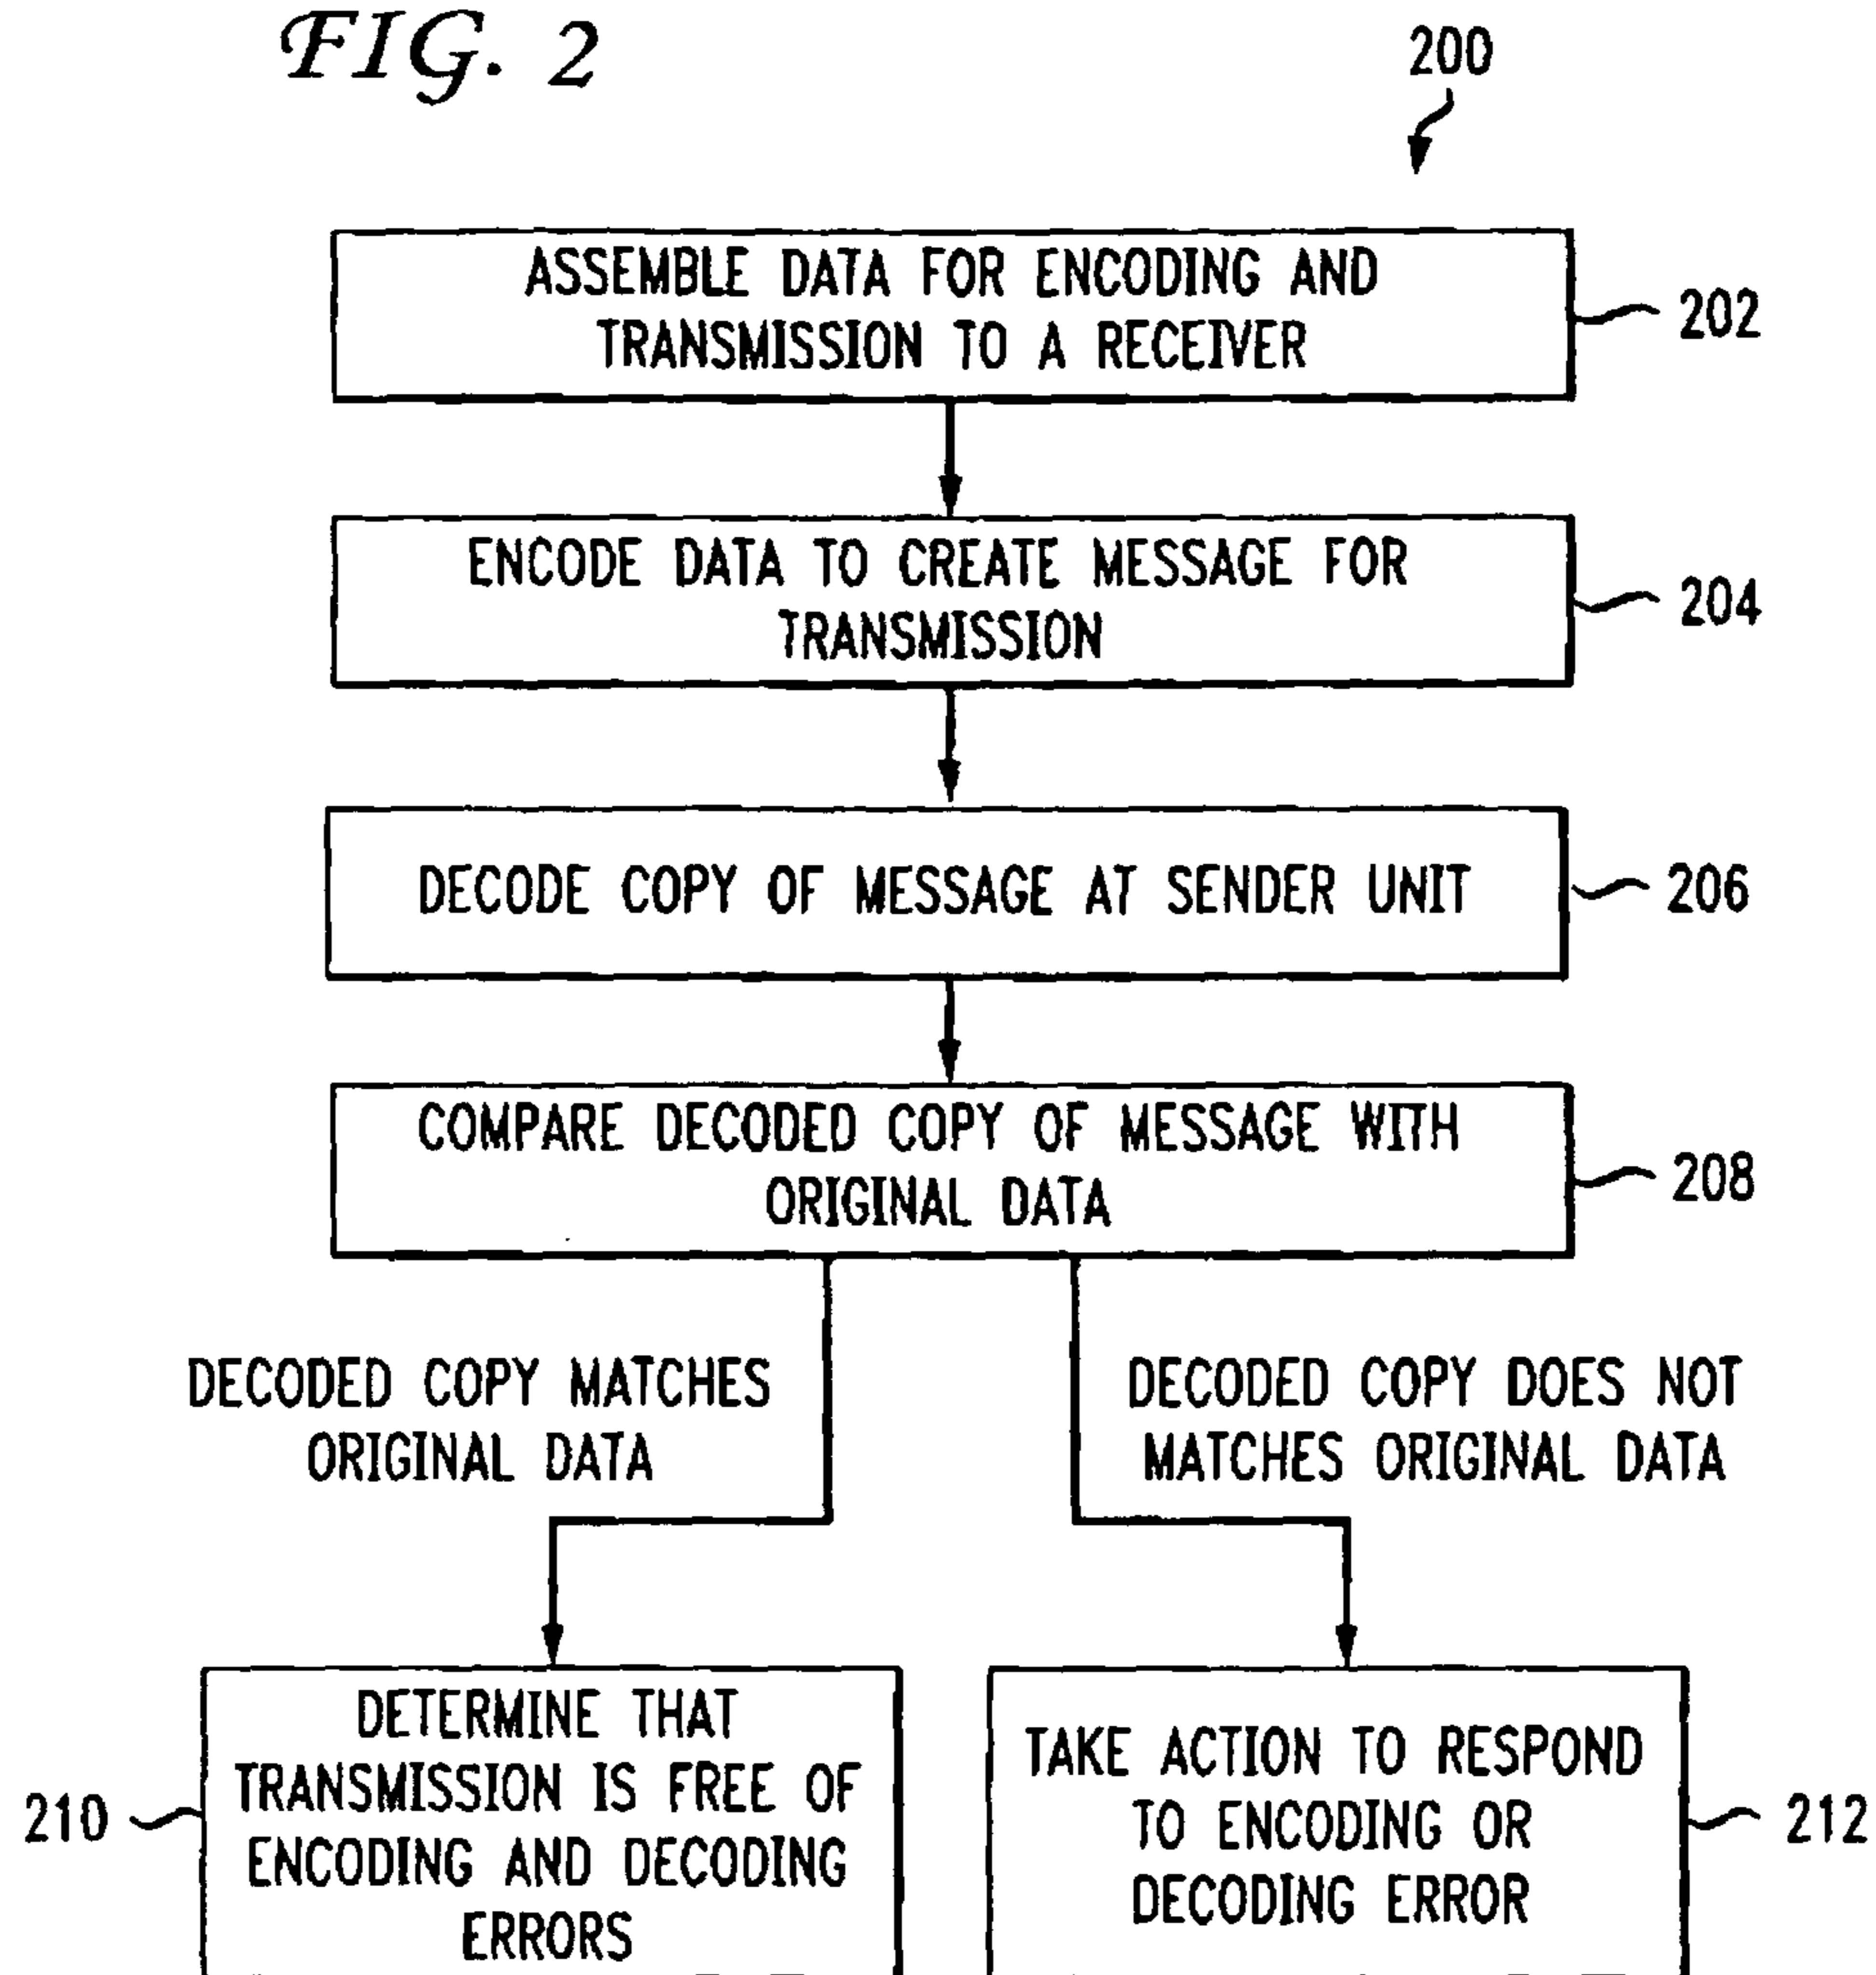 FIG. 2
200
ASSEMBLE DATA FOR ENCODING AND
TRANSMISSION TO A RECEIVER
202
ENCODE DATA TO CREATE MESSAGE FOR
TRANSMISSION
204
DECODE COPY OF MESSAGE AT SENDER UNIT
206
COMPARE DECODED COPY OF MESSAGE WITH
ORIGINAL DATA
208
DECODED COPY MATCHES
ORIGINAL DATA
DECODED COPY DOES NOT
MATCHES ORIGINAL DATA
210
DETERMINE THAT
TRANSMISSION IS FREE OF
ENCODING AND DECODING
ERRORS
TAKE ACTION TO RESPOND
TO ENCODING OR
DECODING ERROR
212